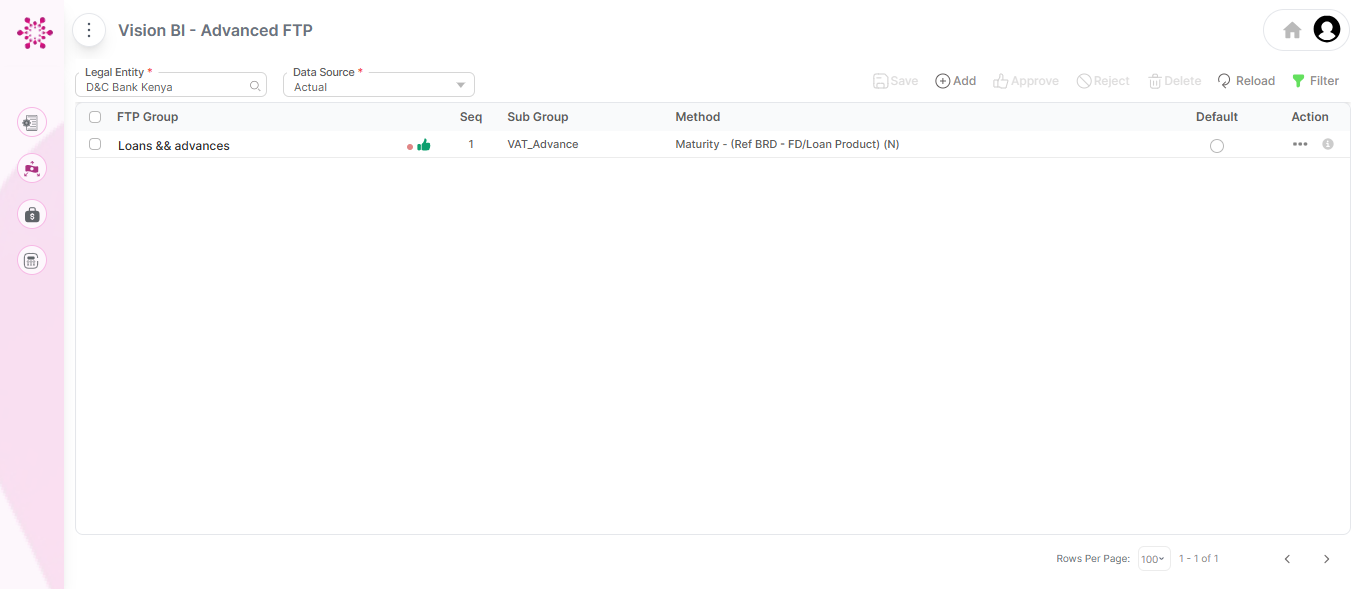 Vision BI - Advanced FTP
Legal Entity *
D&C Bank Kenya
Data Source *
Actual
Save
Add
Approve
Reject
Delete
Reload
Filter
FTP Group
Seq
Sub Group
Method
Default
Action
Loans && advances
1
VAT_Advance
Maturity - (Ref BRD - FD/Loan Product) (N)
Rows Per Page:
100
1 - 1 of 1